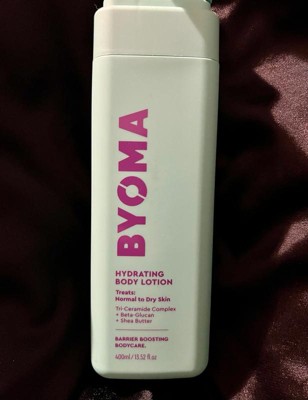 BYOMA
HYDRATING
BODY LOTION
Treats:
Normal to Dry Skin
Tri-Ceramide Complex
+ Beta-Glucan
+ Shea Butter
BARRIER BOOSTING
BODYCARE.
400ml/13.52 fl oz